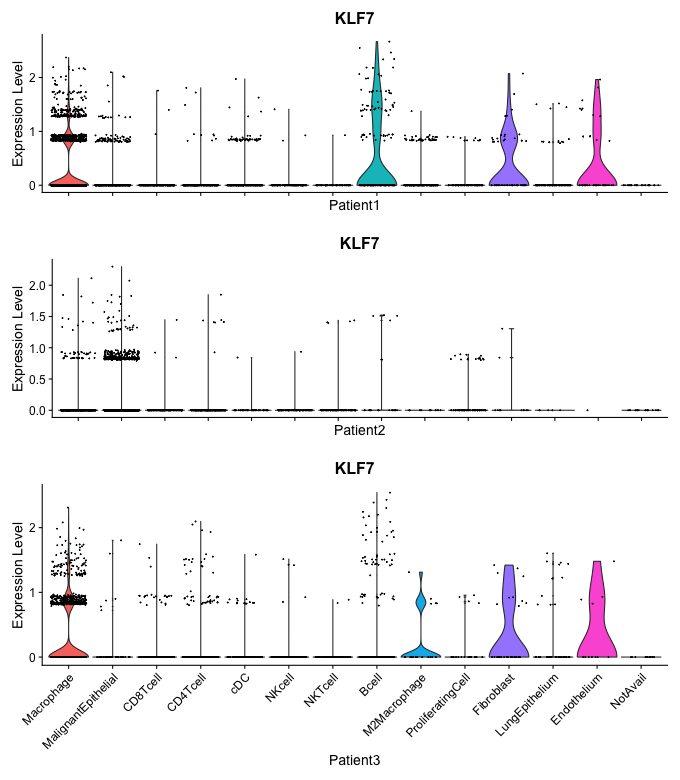 KLF7
Expression Level
2
1
0
Patient1
KLF7
Expression Level
2.0
1.5
1.0
0.5
0.0
Patient2
KLF7
Expression Level
2
1
0
Macrophage
MalignantEpithelial
CD8Tcell
CD4Tcell
cDC
NKcell
NKTcell
Bcell
M2Macrophage
ProliferatingCell
Fibroblast
LungEpithelium
Endothelium
NotAvail
Patient3